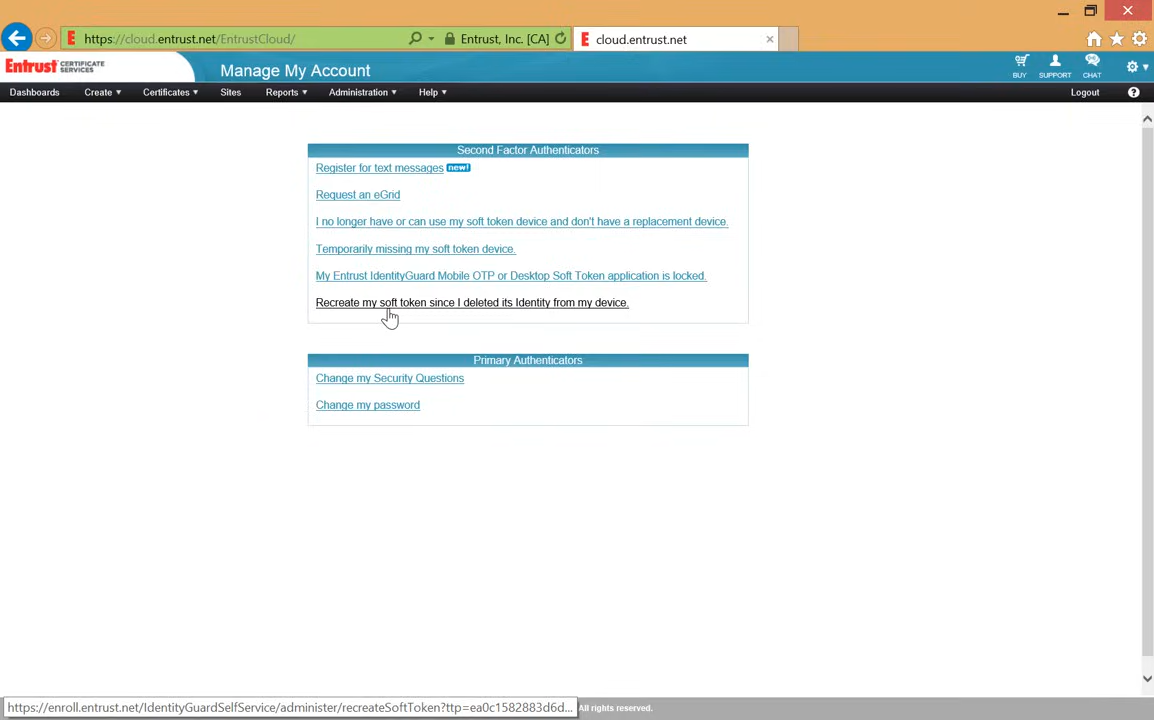 https://cloud.entrust.net/EntrustCloud/
Entrust, Inc. [CA]
cloud.entrust.net
Entrust CERTIFICATE SERVICES
Manage My Account
BUY
SUPPORT
CHAT
Dashboards
Create
Certificates
Sites
Reports
Administration
Help
Logout
Second Factor Authenticators
Register for text messages new!
Request an eGrid
I no longer have or can use my soft token device and don't have a replacement device.
Temporarily missing my soft token device.
My Entrust IdentityGuard Mobile OTP or Desktop Soft Token application is locked.
Recreate my soft token since I deleted its Identity from my device.
Primary Authenticators
Change my Security Questions
Change my password
https://enroll.entrust.net/IdentityGuardSelfService/administer/recreateSoftToken?ttp=ea0c1582883d6d...
All rights reserved.